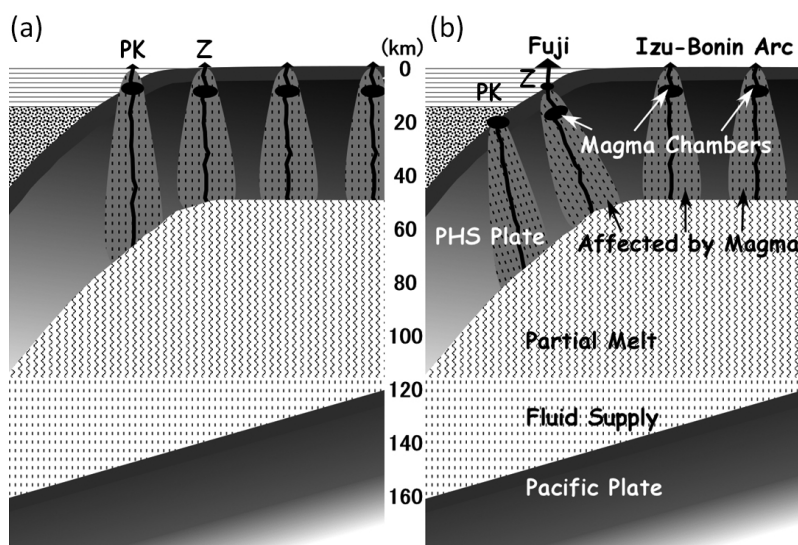 (a)
PK Z
(km)
0
20
40
60
80
100
120
140
160
(b)
Fuji Izu-Bonin Arc
Z
PK
Magma Chambers
PHS Plate
Affected by Magma
Partial Melt
Fluid Supply
Pacific Plate